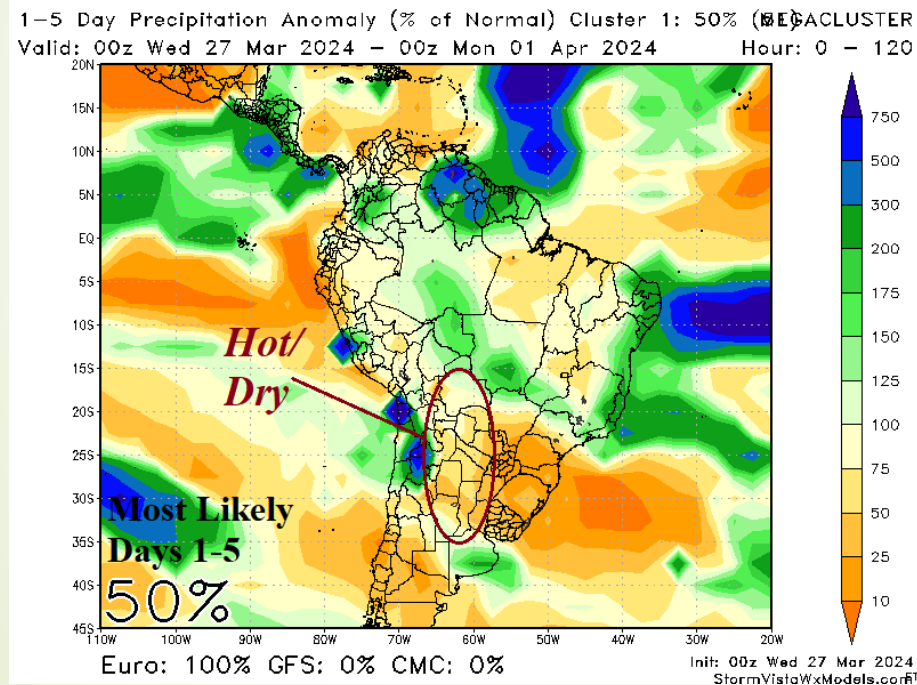 1-5 Day Precipitation Anomaly (% of Normal) Cluster 1: 50% MEGACLUSTER
Valid: 00z Wed 27 Mar 2024 - 00z Mon 01 Apr 2024 Hour: 0 - 120
20N
15N
10N
5N
EQ
5S
10S
15S
20S
25S
30S
35S
40S
45S
Hot/
Dry
Most Likely
Days 1-5
50%
110W 100W 90W 80W 70W 60W 50W 40W 30W 20W
750
500
300
200
175
150
125
100
75
50
25
10
Euro: 100% GFS: 0% CMC: 0%
Init: 00z Wed 27 Mar 2024
StormVistaWxModels.com